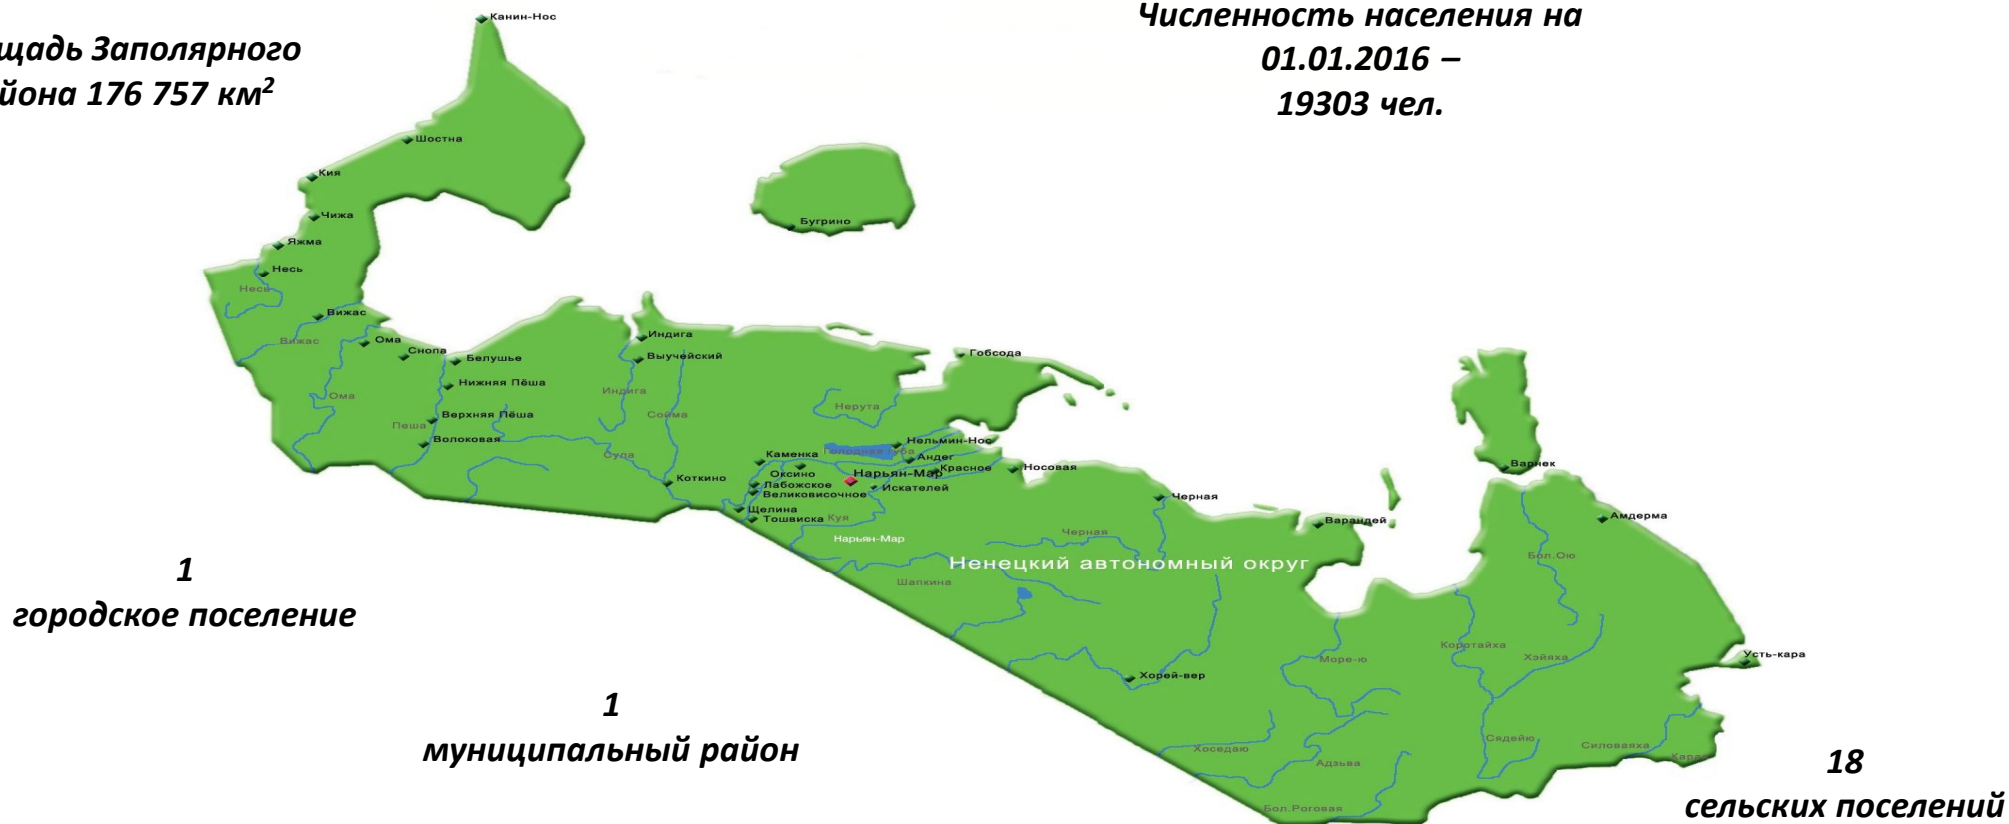 Канин-Нос
Численность населения на
01.01.2016 –
19303 чел.
Заполярного
176 757 км²
Шостна
Кия
Чижа
Бугрино
Яжма
Несь
Несь
Вижас
Вижас
Ома
Снопа
Белушье
Индига
Выучейский
Гобсода
Нижняя Пёша
Индига
Ома
Сойма
Нерута
Верхняя Пёша
Пеша
Волоковая
Сула
Каменка
Голодная Губа
Нельмин-Нос
Андег
Оксино
Нарьян-Мар
Красное
Носовая
Варнек
Коткино
Лабожское
Искателей
Великовисочное
Черная
Щелина
Тошвиска
Куя
Варандей
Амдерма
Нарьян-Мар
Черная
Бол.Ою
Ненецкий автономный округ
Шапкина
1
городское поселение
Море-ю
Коротайха
Хэйяха
Усть-кара
Хорей-вер
1
муниципальный район
Хоседаю
Адзьва
Сядейю
Силоваяха
Кара
Бол.Роговая
18
сельских поселений